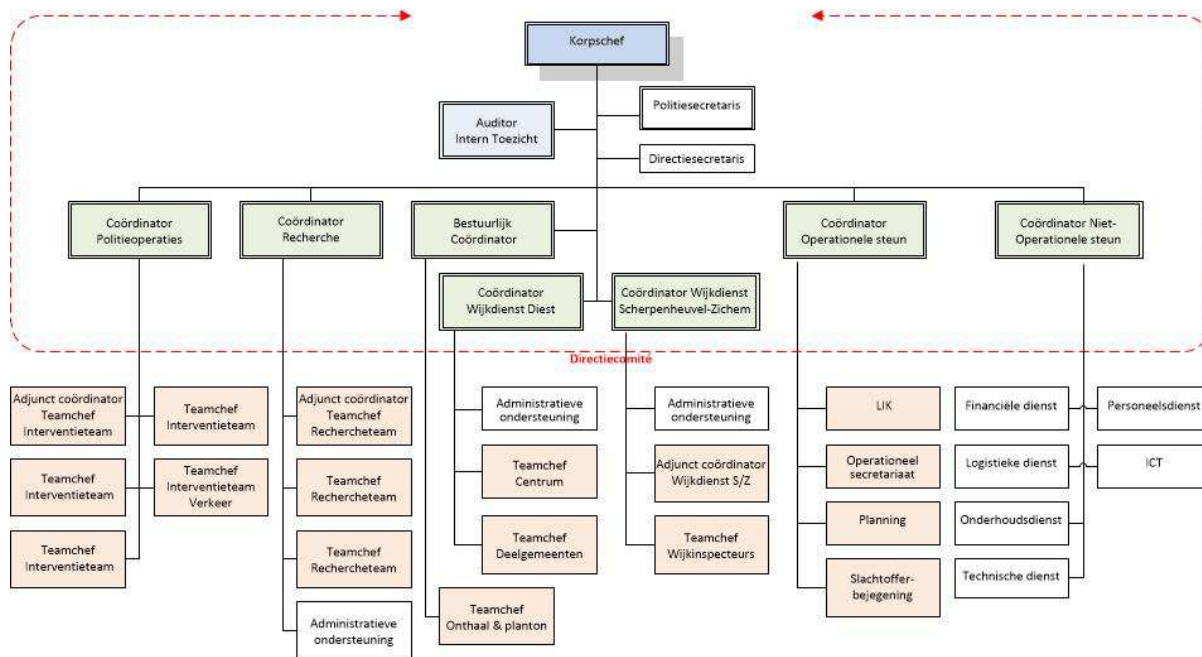 Korpschef
Politiesecretaris
Auditor
Intern Toezicht
Directiesecretaris
Coördinator
Politieoperaties
Coördinator
Recherche
Bestuurlijk
Coördinator
Coördinator
Operationele steun
Coördinator Niet-
Operationele steun
Coördinator
Wijkdienst Diest
Coördinator Wijkdienst
Scherpenheuvel-Zichem
Directiecomité
Adjunct coördinator
Teamchef
Interventieteam
Teamchef
Interventieteam
Teamchef
Interventieteam
Teamchef
Interventieteam
Verkeer
Teamchef
Interventieteam
Adjunct coördinator
Teamchef
Rechercheteam
Teamchef
Rechercheteam
Teamchef
Rechercheteam
Administratieve
ondersteuning
Administratieve
ondersteuning
Teamchef
Centrum
Teamchef
Deelgemeenten
Teamchef
Onthaal & planton
Administratieve
ondersteuning
Adjunct coördinator
Wijkdienst S/Z
Teamchef
Wijkinspecteurs
LIK
Operationeel
secretariaat
Planning
Slachtoffer-
bejegening
Financiële dienst
Personeelsdienst
Logistieke dienst
ICT
Onderhoudsdienst
Technische dienst